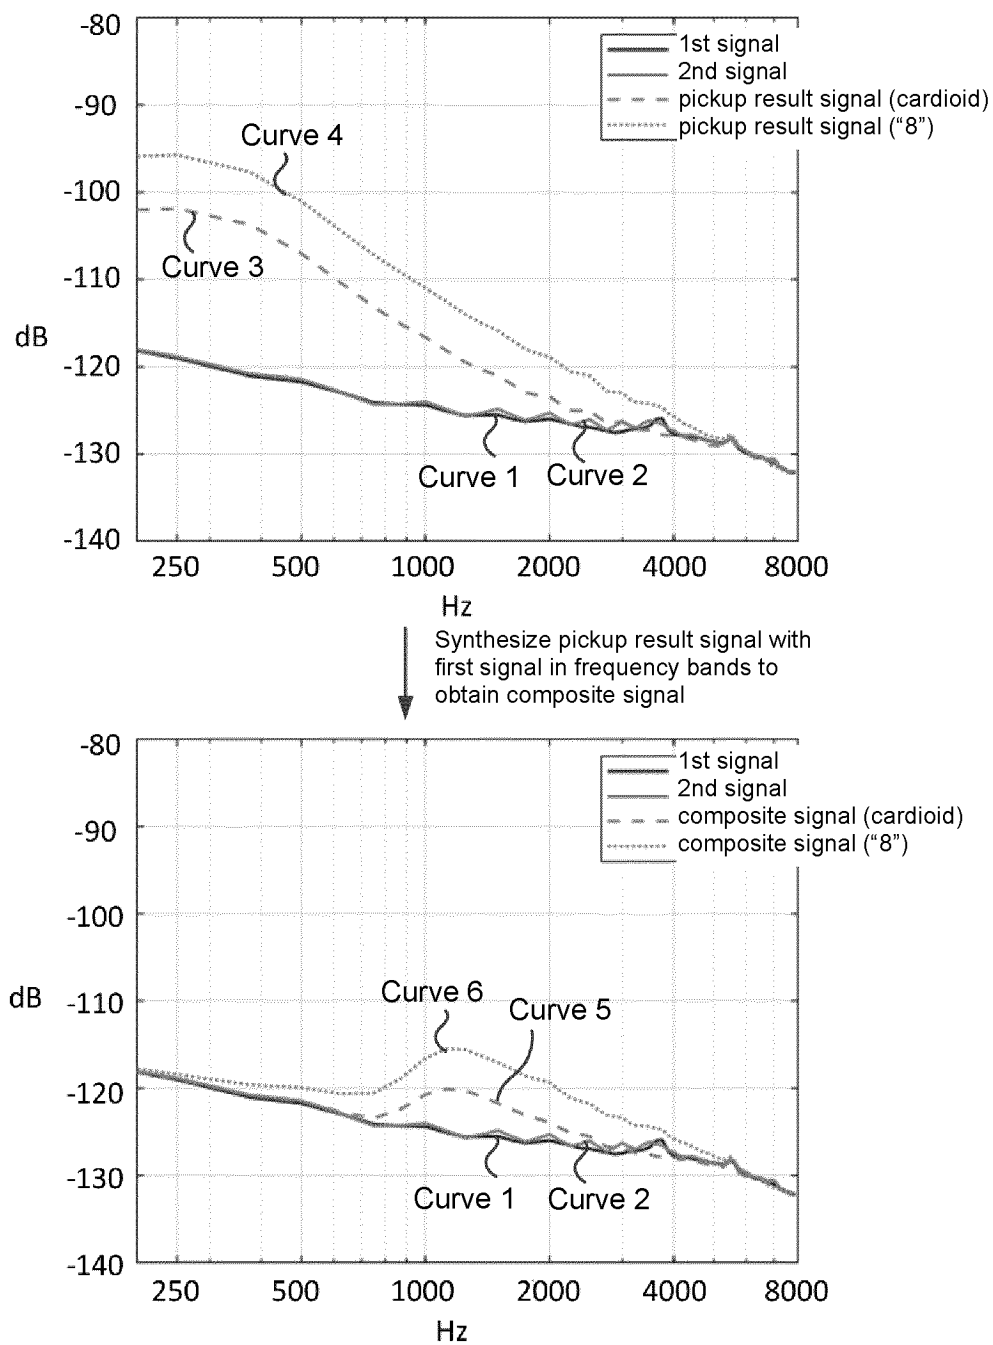 -80
-90
-100
-110
-120
-130
-140
dB
1st signal
2nd signal
pickup result signal (cardioid)
pickup result signal (“8”)
Curve 4
Curve 3
Curve 1
Curve 2
250 500 1000 2000 4000 8000
Hz
Synthesize pickup result signal with
first signal in frequency bands to
obtain composite signal
-80
-90
-100
-110
-120
-130
-140
dB
1st signal
2nd signal
composite signal (cardioid)
composite signal (“8”)
Curve 6
Curve 5
Curve 1
Curve 2
250 500 1000 2000 4000 8000
Hz